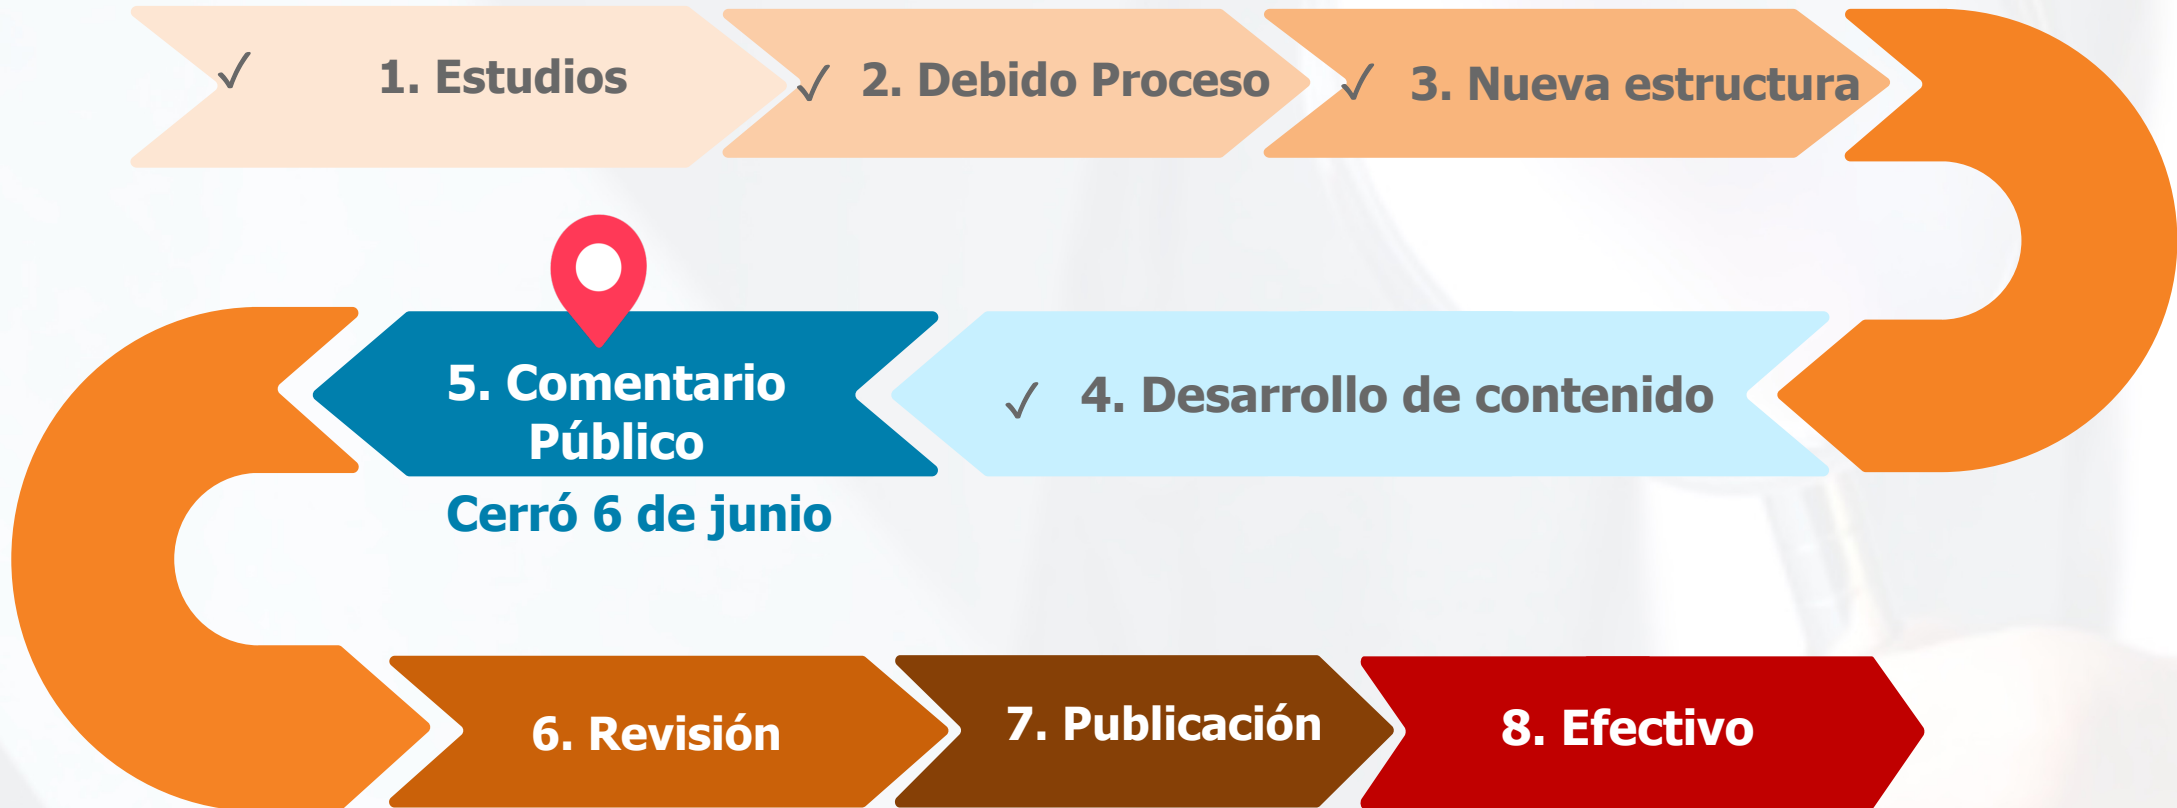 ✓ 1. Estudios
✓ 2. Debido Proceso
✓ 3. Nueva estructura
✓ 4. Desarrollo de contenido
5. Comentario
Público
Cerró 6 de junio
6. Revisión
7. Publicación
8. Efectivo